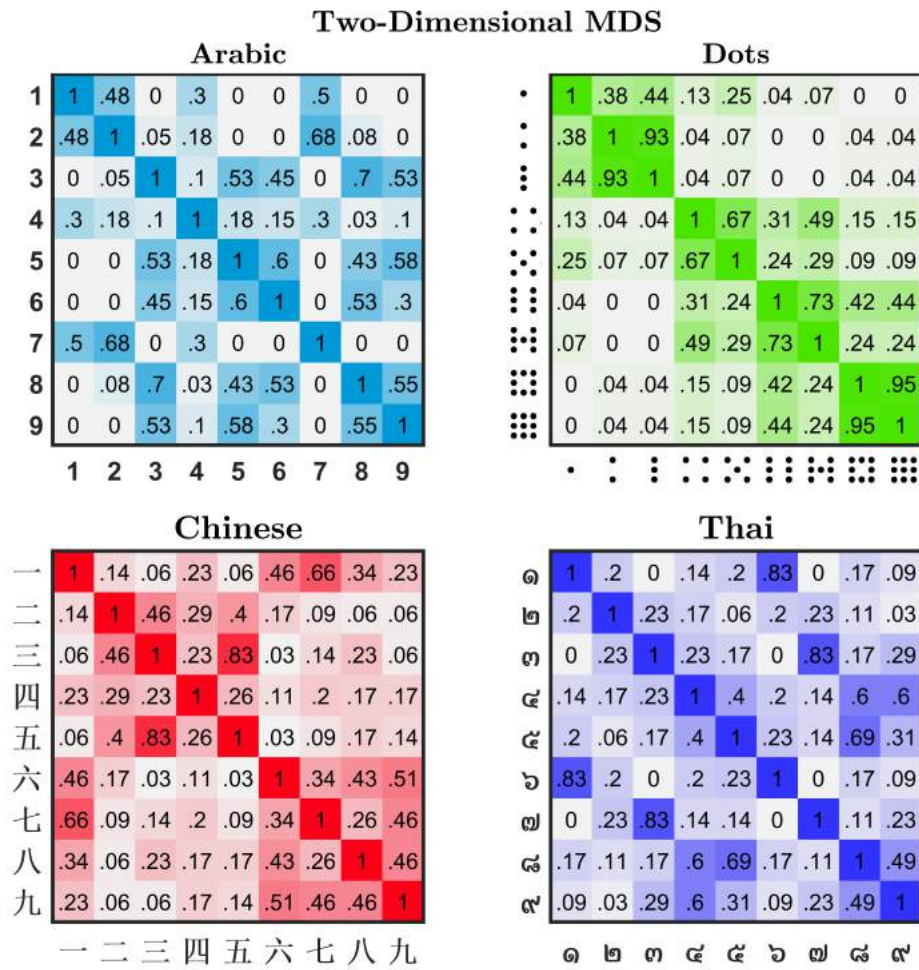 Two-Dimensional MDS
Arabic
1 1 .48 0 .3 0 0 .5 0 0
2 .48 1 .05 .18 0 0 .68 .08 0
3 0 .05 1 .1 .53 .45 0 .7 .53
4 .3 .18 .1 1 .18 .15 .3 .03 .1
5 0 0 .53 .18 1 .6 0 .43 .58
6 0 0 .45 .15 .6 1 0 .53 .3
7 .5 .68 0 .3 0 0 1 0 0
8 0 .08 .7 .03 .43 .53 0 1 .55
9 0 0 .53 .1 .58 .3 0 .55 1
1 2 3 4 5 6 7 8 9
Dots
1 .38 .44 .13 .25 .04 .07 0 0
.38 1 .93 .04 .07 0 0 .04 .04
.44 .93 1 .04 .07 0 0 .04 .04
.13 .04 .04 1 .67 .31 .49 .15 .15
.25 .07 .07 .67 1 .24 .29 .09 .09
.04 0 0 .31 .24 1 .73 .42 .44
.07 0 0 .49 .29 .73 1 .24 .24
0 .04 .04 .15 .09 .42 .24 1 .95
0 .04 .04 .15 .09 .44 .24 .95 1
Chinese
一 1 .14 .06 .23 .06 .46 .66 .34 .23
二 .14 1 .46 .29 .4 .17 .09 .06 .06
三 .06 .46 1 .23 .83 .03 .14 .23 .06
四 .23 .29 .23 1 .26 .11 .2 .17 .17
五 .06 .4 .83 .26 1 .03 .09 .17 .14
六 .46 .17 .03 .11 .03 1 .34 .43 .51
七 .66 .09 .14 .2 .09 .34 1 .26 .46
八 .34 .06 .23 .17 .17 .43 .26 1 .46
九 .23 .06 .06 .17 .14 .51 .46 .46 1
一 二 三 四 五 六 七 八 九
Thai
๑ 1 .2 0 .14 .2 .83 0 .17 .09
๒ .2 1 .23 .17 .06 .2 .23 .11 .03
๓ 0 .23 1 .23 .17 0 .83 .17 .29
๔ .14 .17 .23 1 .4 .2 .14 .6 .6
๕ .2 .06 .17 .4 1 .23 .14 .69 .31
๖ .83 .2 0 .2 .23 1 0 .17 .09
๗ 0 .23 .83 .14 .14 0 1 .11 .23
๘ .17 .11 .17 .6 .69 .17 .11 1 .49
๙ .09 .03 .29 .6 .31 .09 .23 .49 1
๑ ๒ ๓ ๔ ๕ ๖ ๗ ๘ ๙